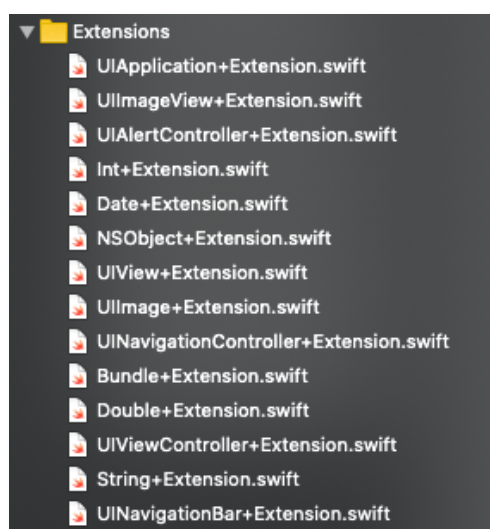 Extensions
UIApplication+Extension.swift
UIImageView+Extension.swift
UIAlertController+Extension.swift
Int+Extension.swift
Date+Extension.swift
NSObject+Extension.swift
UIView+Extension.swift
UIImage+Extension.swift
UINavigationController+Extension.swift
Bundle+Extension.swift
Double+Extension.swift
UIViewController+Extension.swift
String+Extension.swift
UINavigationBar+Extension.swift